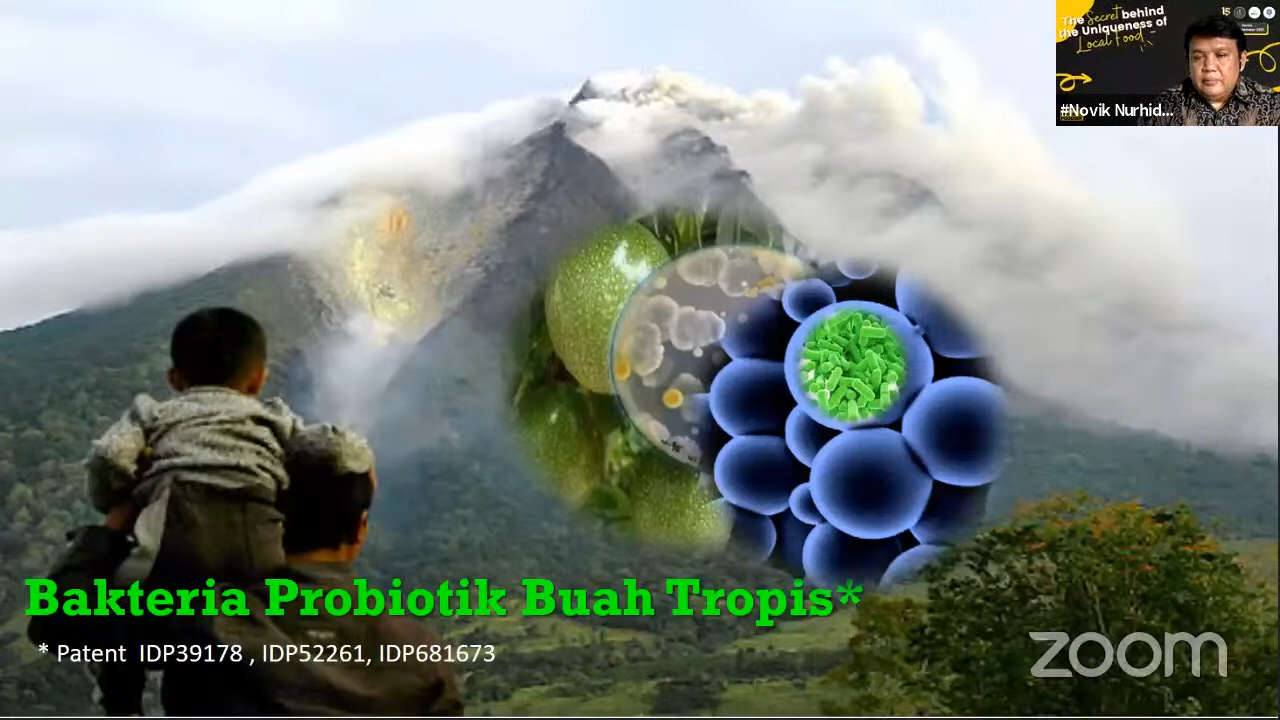 The Secret behind
the Uniqueness of
Local Food
15
#Novik Nurhid...
Bakteria Probiotik Buah Tropis*
* Patent IDP39178 , IDP52261, IDP681673
zoom